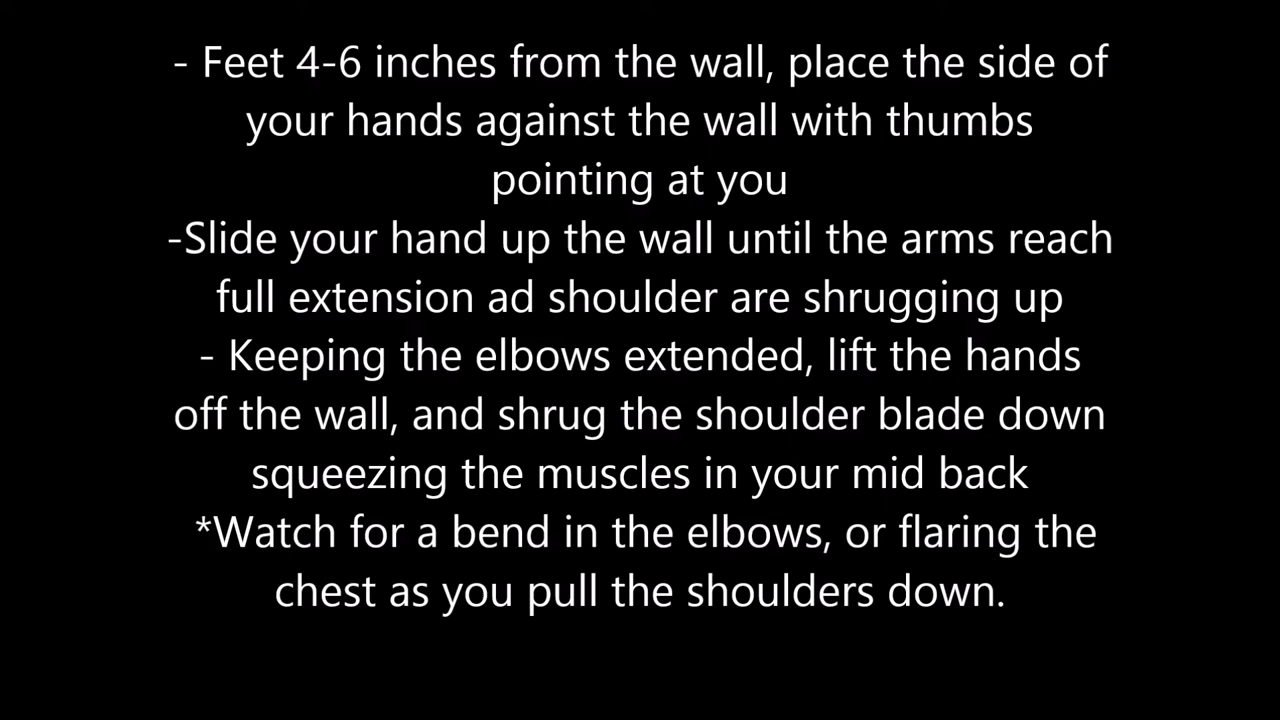 - Feet 4-6 inches from the wall, place the side of
your hands against the wall with thumbs
pointing at you
-Slide your hand up the wall until the arms reach
full extension ad shoulder are shrugging up
- Keeping the elbows extended, lift the hands
off the wall, and shrug the shoulder blade down
squeezing the muscles in your mid back
*Watch for a bend in the elbows, or flaring the
chest as you pull the shoulders down.